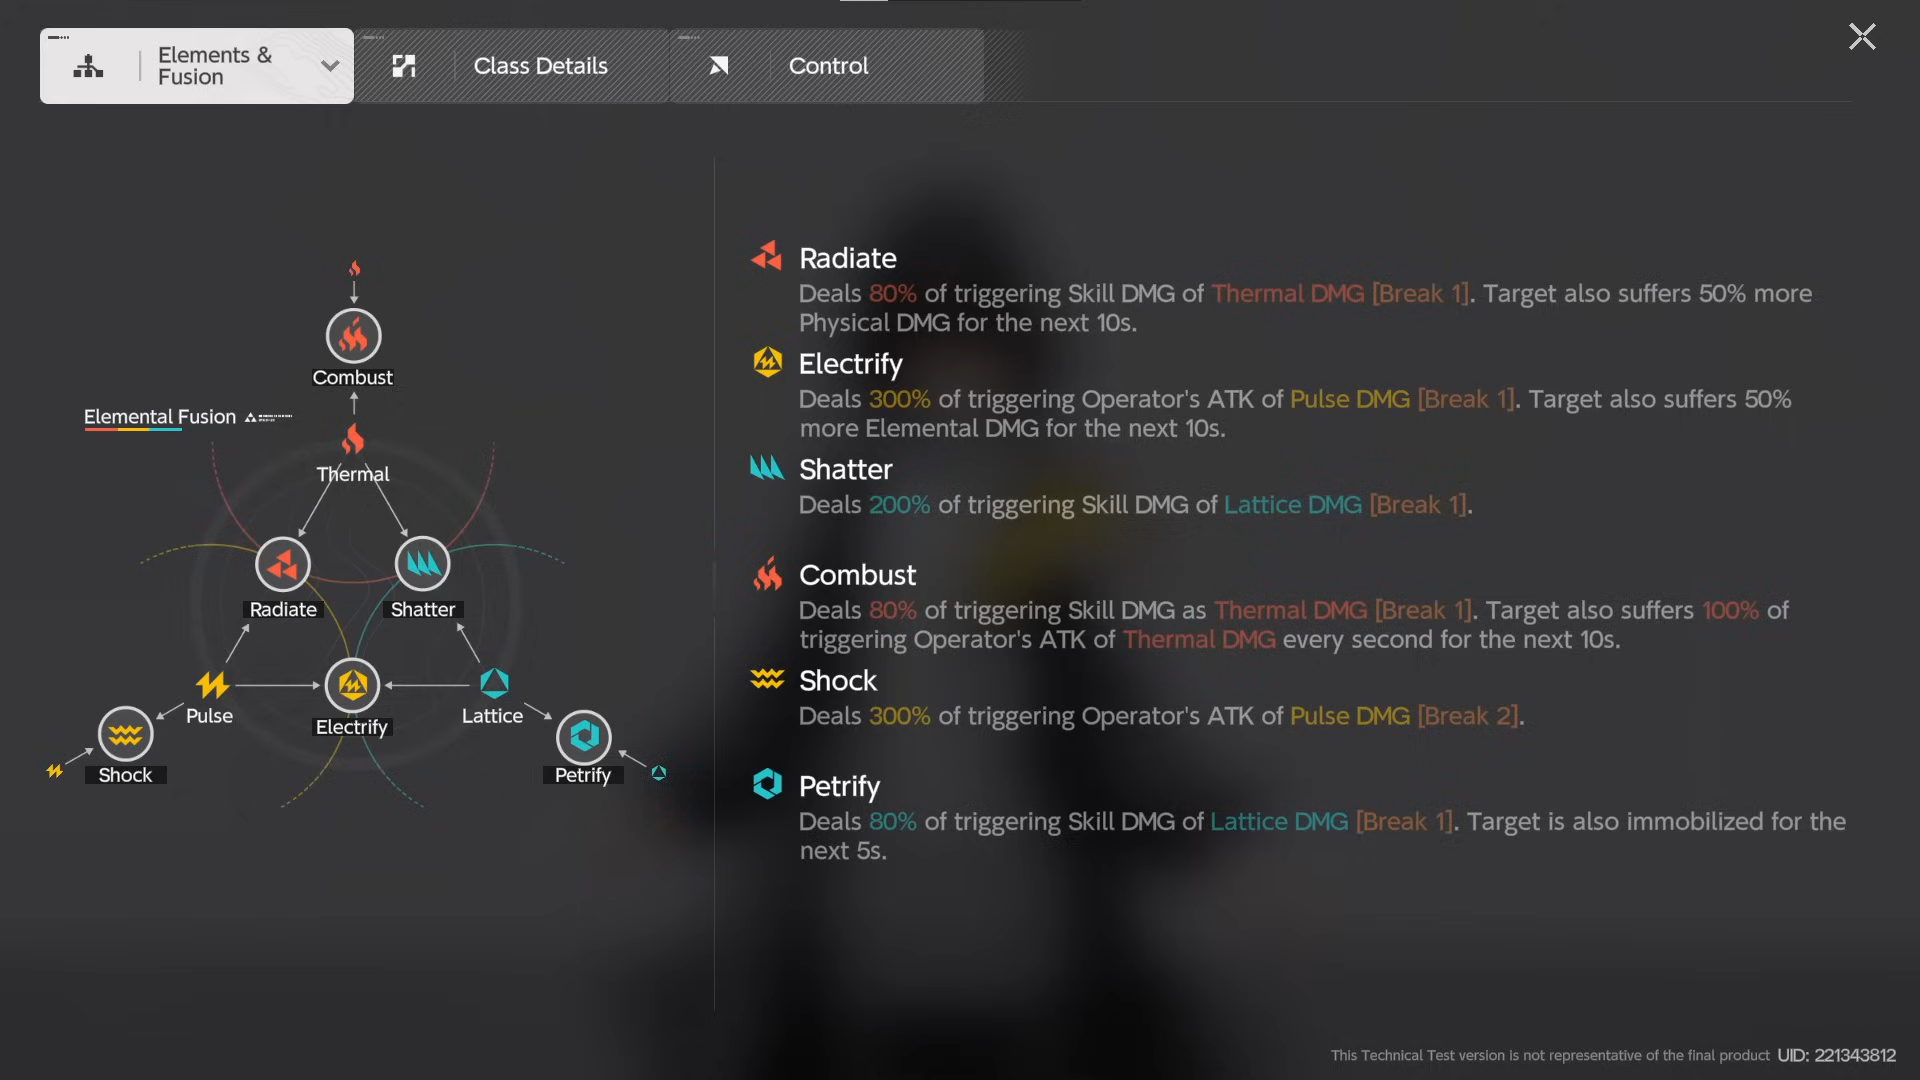 Elements &
Fusion
Class Details
Control
Combust
Elemental Fusion
Thermal
Radiate
Shatter
Pulse
Electrify
Lattice
Shock
Petrify
Radiate
Deals 80% of triggering Skill DMG of Thermal DMG [Break 1]. Target also suffers 50% more
Physical DMG for the next 10s.
Electrify
Deals 300% of triggering Operator's ATK of Pulse DMG [Break 1]. Target also suffers 50%
more Elemental DMG for the next 10s.
Shatter
Deals 200% of triggering Skill DMG of Lattice DMG [Break 1].
Combust
Deals 80% of triggering Skill DMG as Thermal DMG [Break 1]. Target also suffers 100% of
triggering Operator's ATK of Thermal DMG every second for the next 10s.
Shock
Deals 300% of triggering Operator's ATK of Pulse DMG [Break 2].
Petrify
Deals 80% of triggering Skill DMG of Lattice DMG [Break 1]. Target is also immobilized for the
next 5s.
This Technical Test version is not representative of the final product UID: 221343812